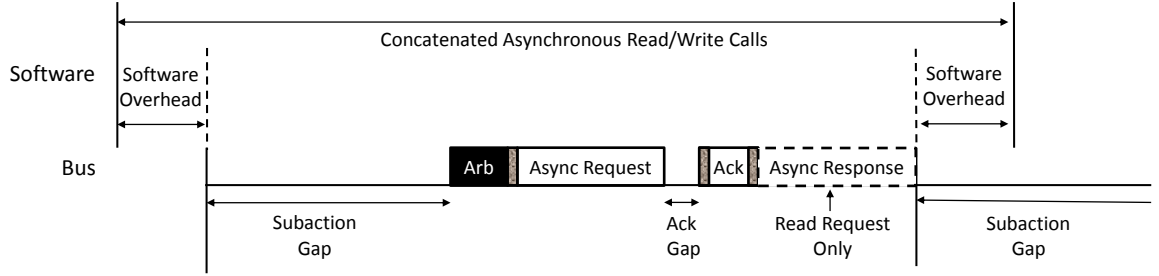 Concatenated Asynchronous Read/Write Calls
Software
Software
Overhead
Software
Overhead
Bus
Arb
Async Request
Ack
Async Response
Subaction
Gap
Ack
Gap
Read Request
Only
Subaction
Gap